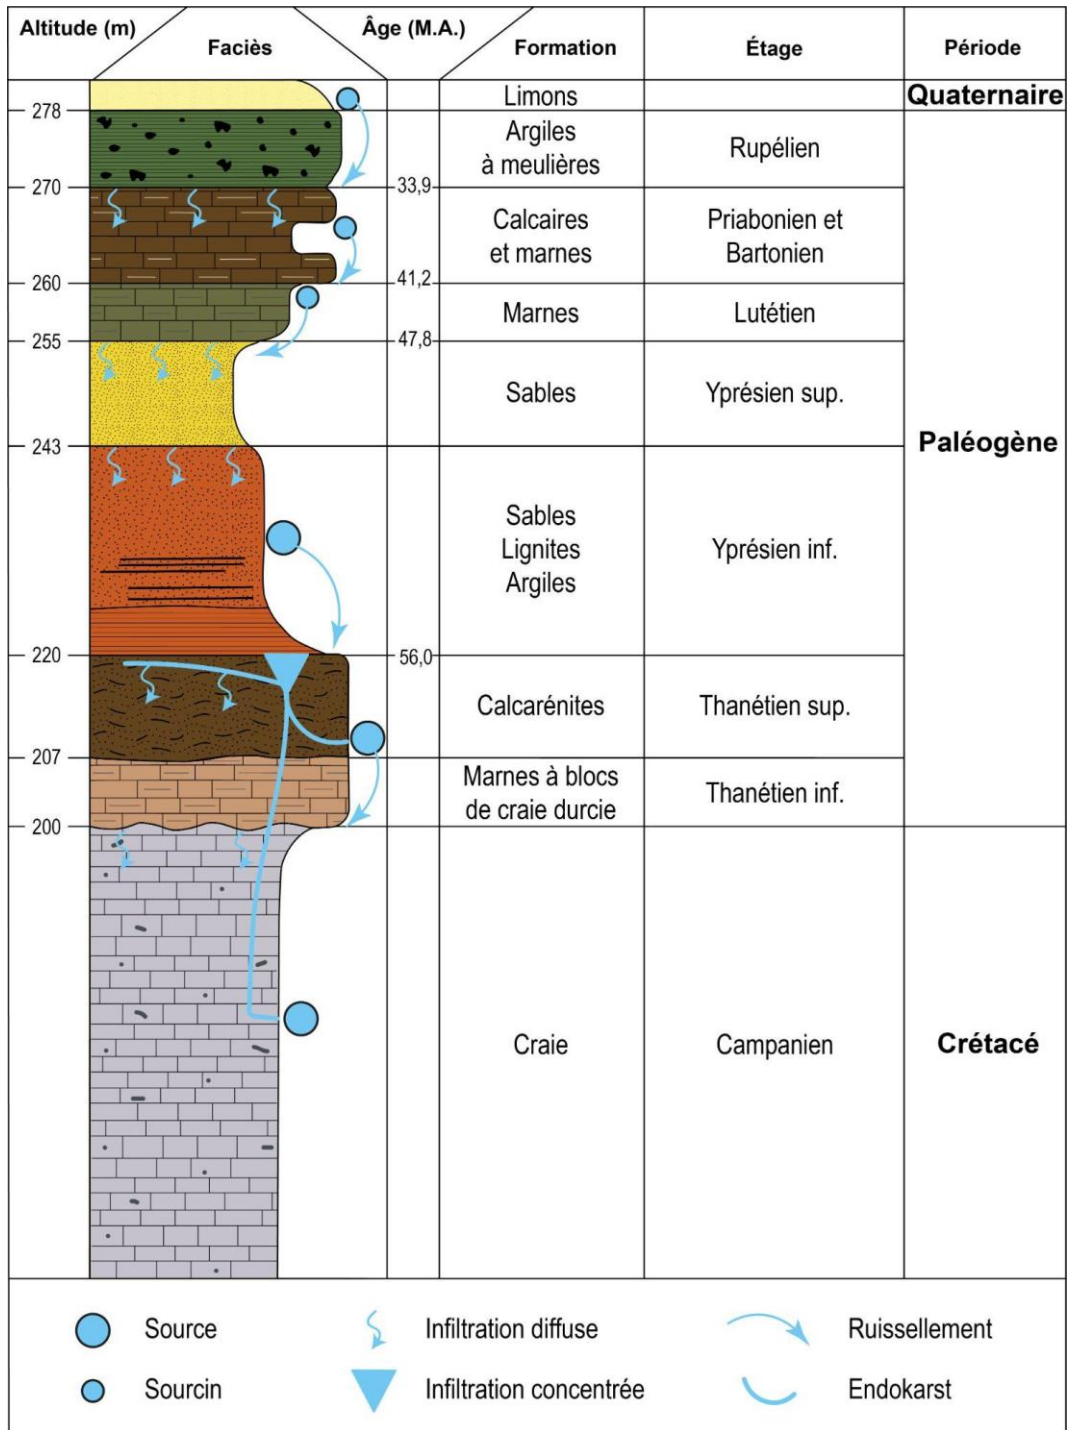 Altitude (m)
Faciès
Âge (M.A.)
Formation
Étage
Période
Limons
Quaternaire
278
Argiles
à meulières
Rupélien
270
33,9
Calcaires
et marnes
Priabonien et
Bartonien
260
41,2
Marnes
Lutétien
255
47,8
Sables
Yprésien sup.
243
Paléogène
Sables
Lignites
Argiles
Yprésien inf.
220
56,0
Calcarénites
Thanétien sup.
207
Marnes à blocs
de craie durcie
Thanétien inf.
200
Craie
Campanien
Crétacé
Source
Infiltration diffuse
Ruissellement
Sourcin
Infiltration concentrée
Endokarst